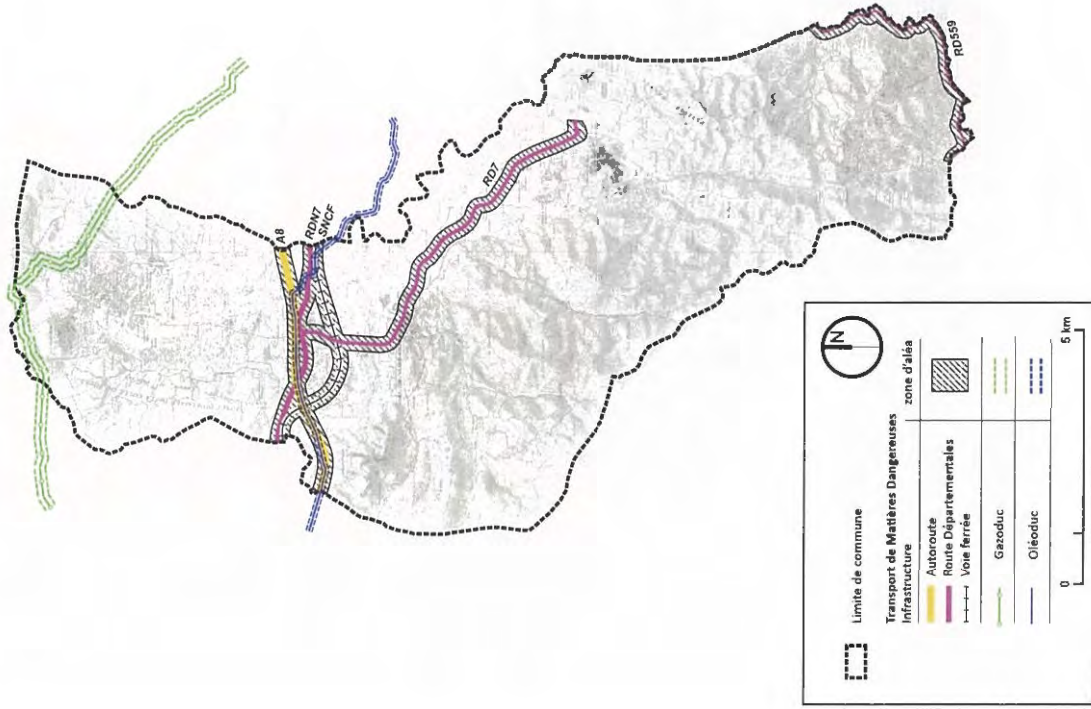 A8
RDN7
SNCF
RD7
RD559
N
Limite de commune
Transport de Matières Dangereuses
Infrastructure
zone d'aléa
Autoroute
Route Départementales
Voie ferrée
Gazoduc
Oléoduc
0
5 km